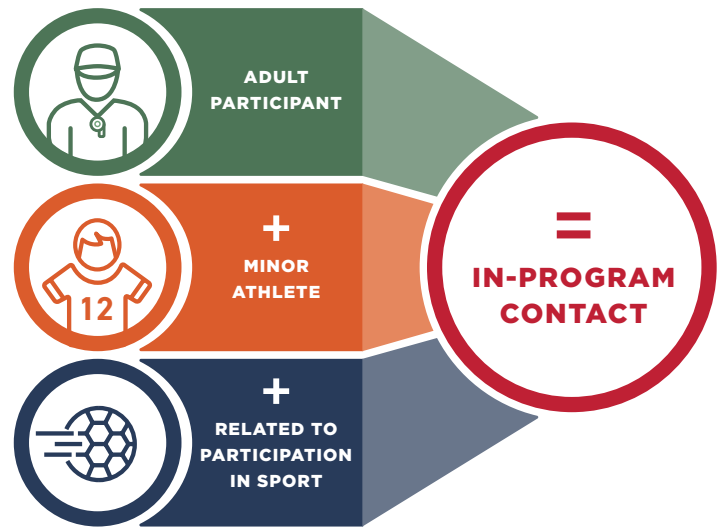 ADULT
PARTICIPANT
+
MINOR
ATHLETE
12
+
RELATED TO
PARTICIPATION
IN SPORT
=
IN-PROGRAM
CONTACT